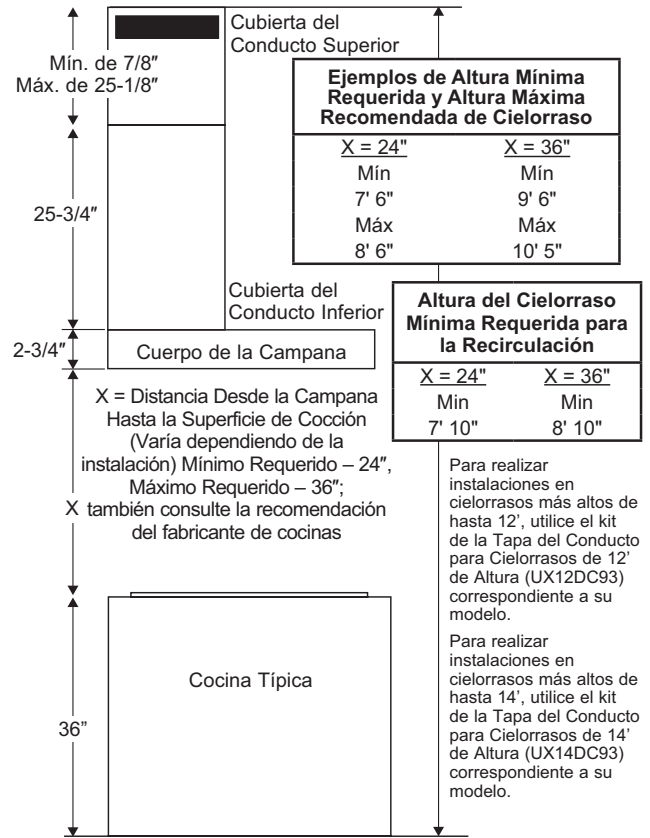 Cubierta del
Conducto Superior
Mín. de 7/8″
Máx. de 25-1/8″
Ejemplos de Altura Mínima
Requerida y Altura Máxima
Recomendada de Cielorraso
X = 24" X = 36"
Mín Mín
7' 6" 9' 6"
Máx Máx
8' 6" 10' 5"
25-3/4″
Cubierta del
Conducto Inferior
2-3/4″
Cuerpo de la Campana
Altura del Cielorraso
Mínima Requerida para
la Recirculación
X = 24" X = 36"
Min Min
7' 10" 8' 10"
X = Distancia Desde la Campana
Hasta la Superficie de Cocción
(Varía dependiendo de la
instalación) Mínimo Requerido – 24″,
Máximo Requerido – 36″;
también consulte la recomendación
del fabricante de cocinas
X
Para realizar
instalaciones en
cielorrasos más altos de
hasta 12’, utilice el kit
de la Tapa del Conducto
para Cielorrasos de 12’
de Altura (UX12DC93)
correspondiente a su
modelo.
Para realizar
instalaciones en
cielorrasos más altos de
hasta 14’, utilice el kit
de la Tapa del Conducto
para Cielorrasos de 14’
de Altura (UX14DC93)
correspondiente a su
modelo.
Cocina Típica
36”